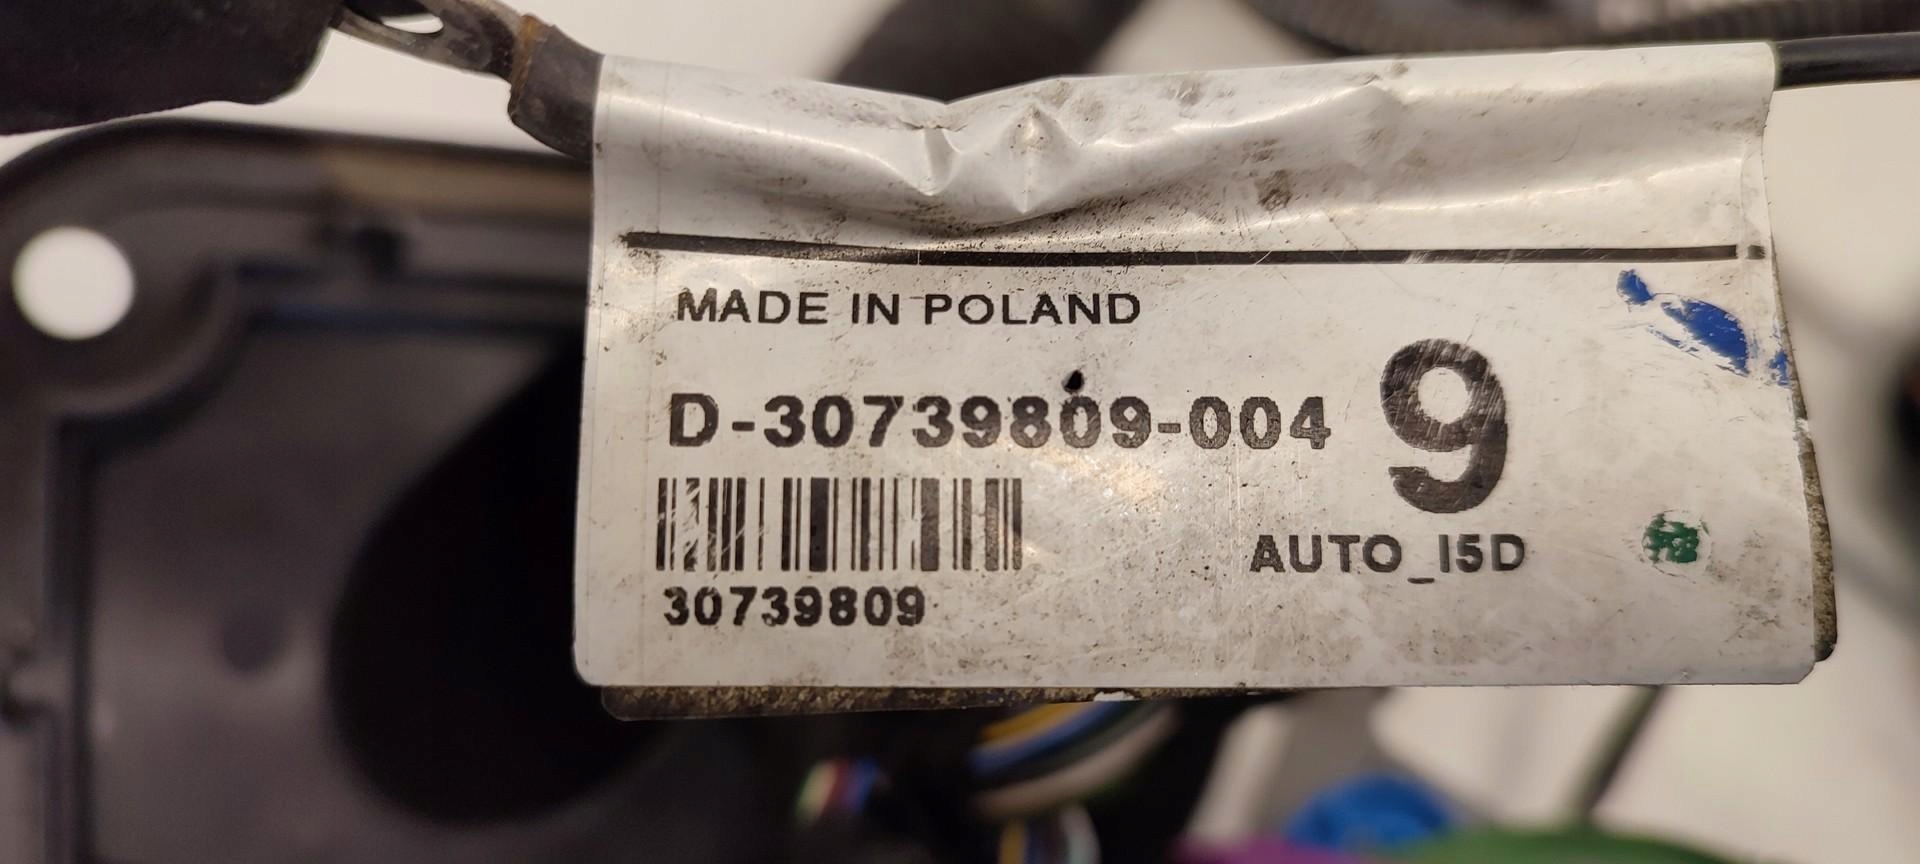 MADE IN POLAND
D-30739809-004
9
AUTO_I5D
30739809